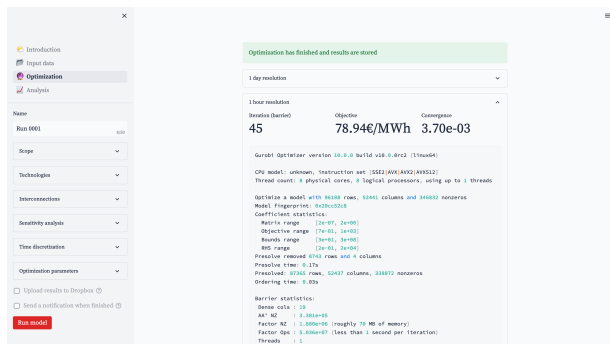 Introduction
Input data
Optimization
Analysis
Name
Run 0001
8/50
Scope
Technologies
Interconnections
Sensitivity analysis
Time discretization
Optimization parameters
Upload results to Dropbox
Send a notification when finished
Run model
Optimization has finished and results are stored
1 day resolution
1 hour resolution
Iteration (barrier) Objective Convergence
45 78.94€/MWh 3.70e-03
Gurobi Optimizer version 10.0.0 build v10.0.0rc2 (linux64)
CPU model: unknown, instruction set [SSE2|AVX|AVX2|AVX512]
Thread count: 8 physical cores, 8 logical processors, using up to 1 threads
Optimize a model with 96108 rows, 52441 columns and 346032 nonzeros
Model fingerprint: 0x20cc52c8
Coefficient statistics:
Matrix range [2e-07, 5e+00]
Objective range [7e-01, 1e+03]
Bounds range [3e+01, 3e+08]
RHS range [2e-01, 2e+04]
Presolve removed 8743 rows and 4 columns
Presolve time: 0.17s
Presolved: 87365 rows, 52437 columns, 338072 nonzeros
Ordering time: 0.03s
Barrier statistics:
Dense cols : 19
AA' NZ : 3.381e+05
Factor NZ : 1.880e+06 (roughly 70 MB of memory)
Factor Ops : 5.036e+07 (less than 1 second per iteration)
Threads : 1